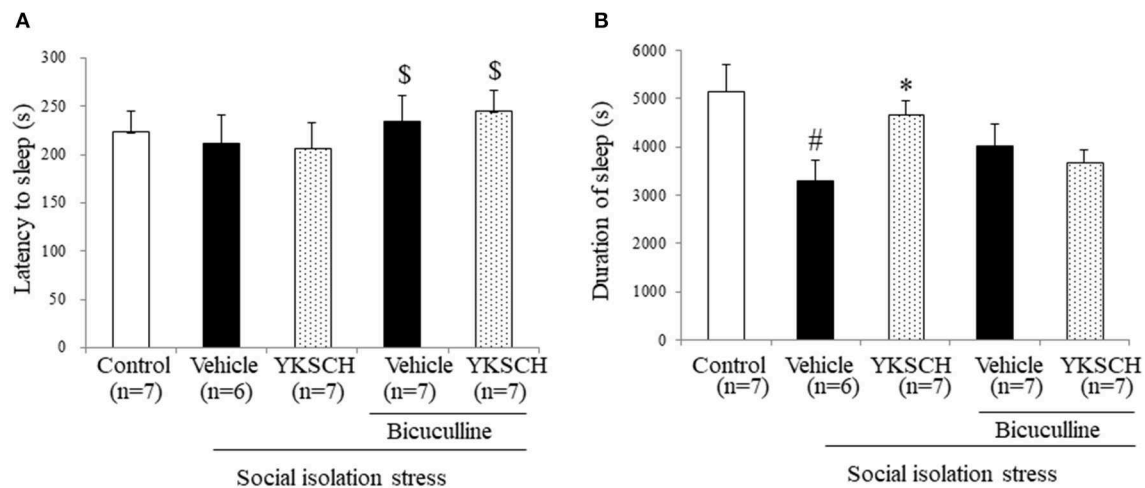 A
Latency to sleep (s)
300
250
200
150
100
50
0
$
$
Control
(n=7)
Vehicle
(n=6)
YKSCH
(n=7)
Vehicle
(n=7)
YKSCH
(n=7)
Bicuculline
Social isolation stress
B
Duration of sleep (s)
6000
5000
4000
3000
2000
1000
0
#
*
Control
(n=7)
Vehicle
(n=6)
YKSCH
(n=7)
Vehicle
(n=7)
YKSCH
(n=7)
Bicuculline
Social isolation stress